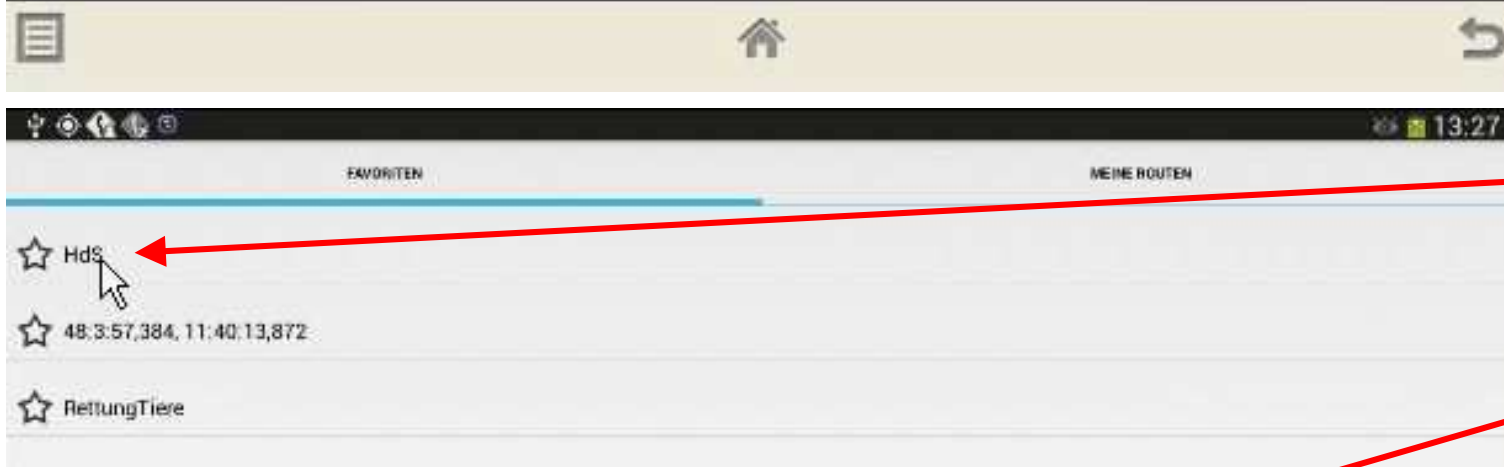 13:27
FAVORITEN
MEINE ROUTEN
HdS
48:3:57,384, 11:40:13,872
RettungTiere